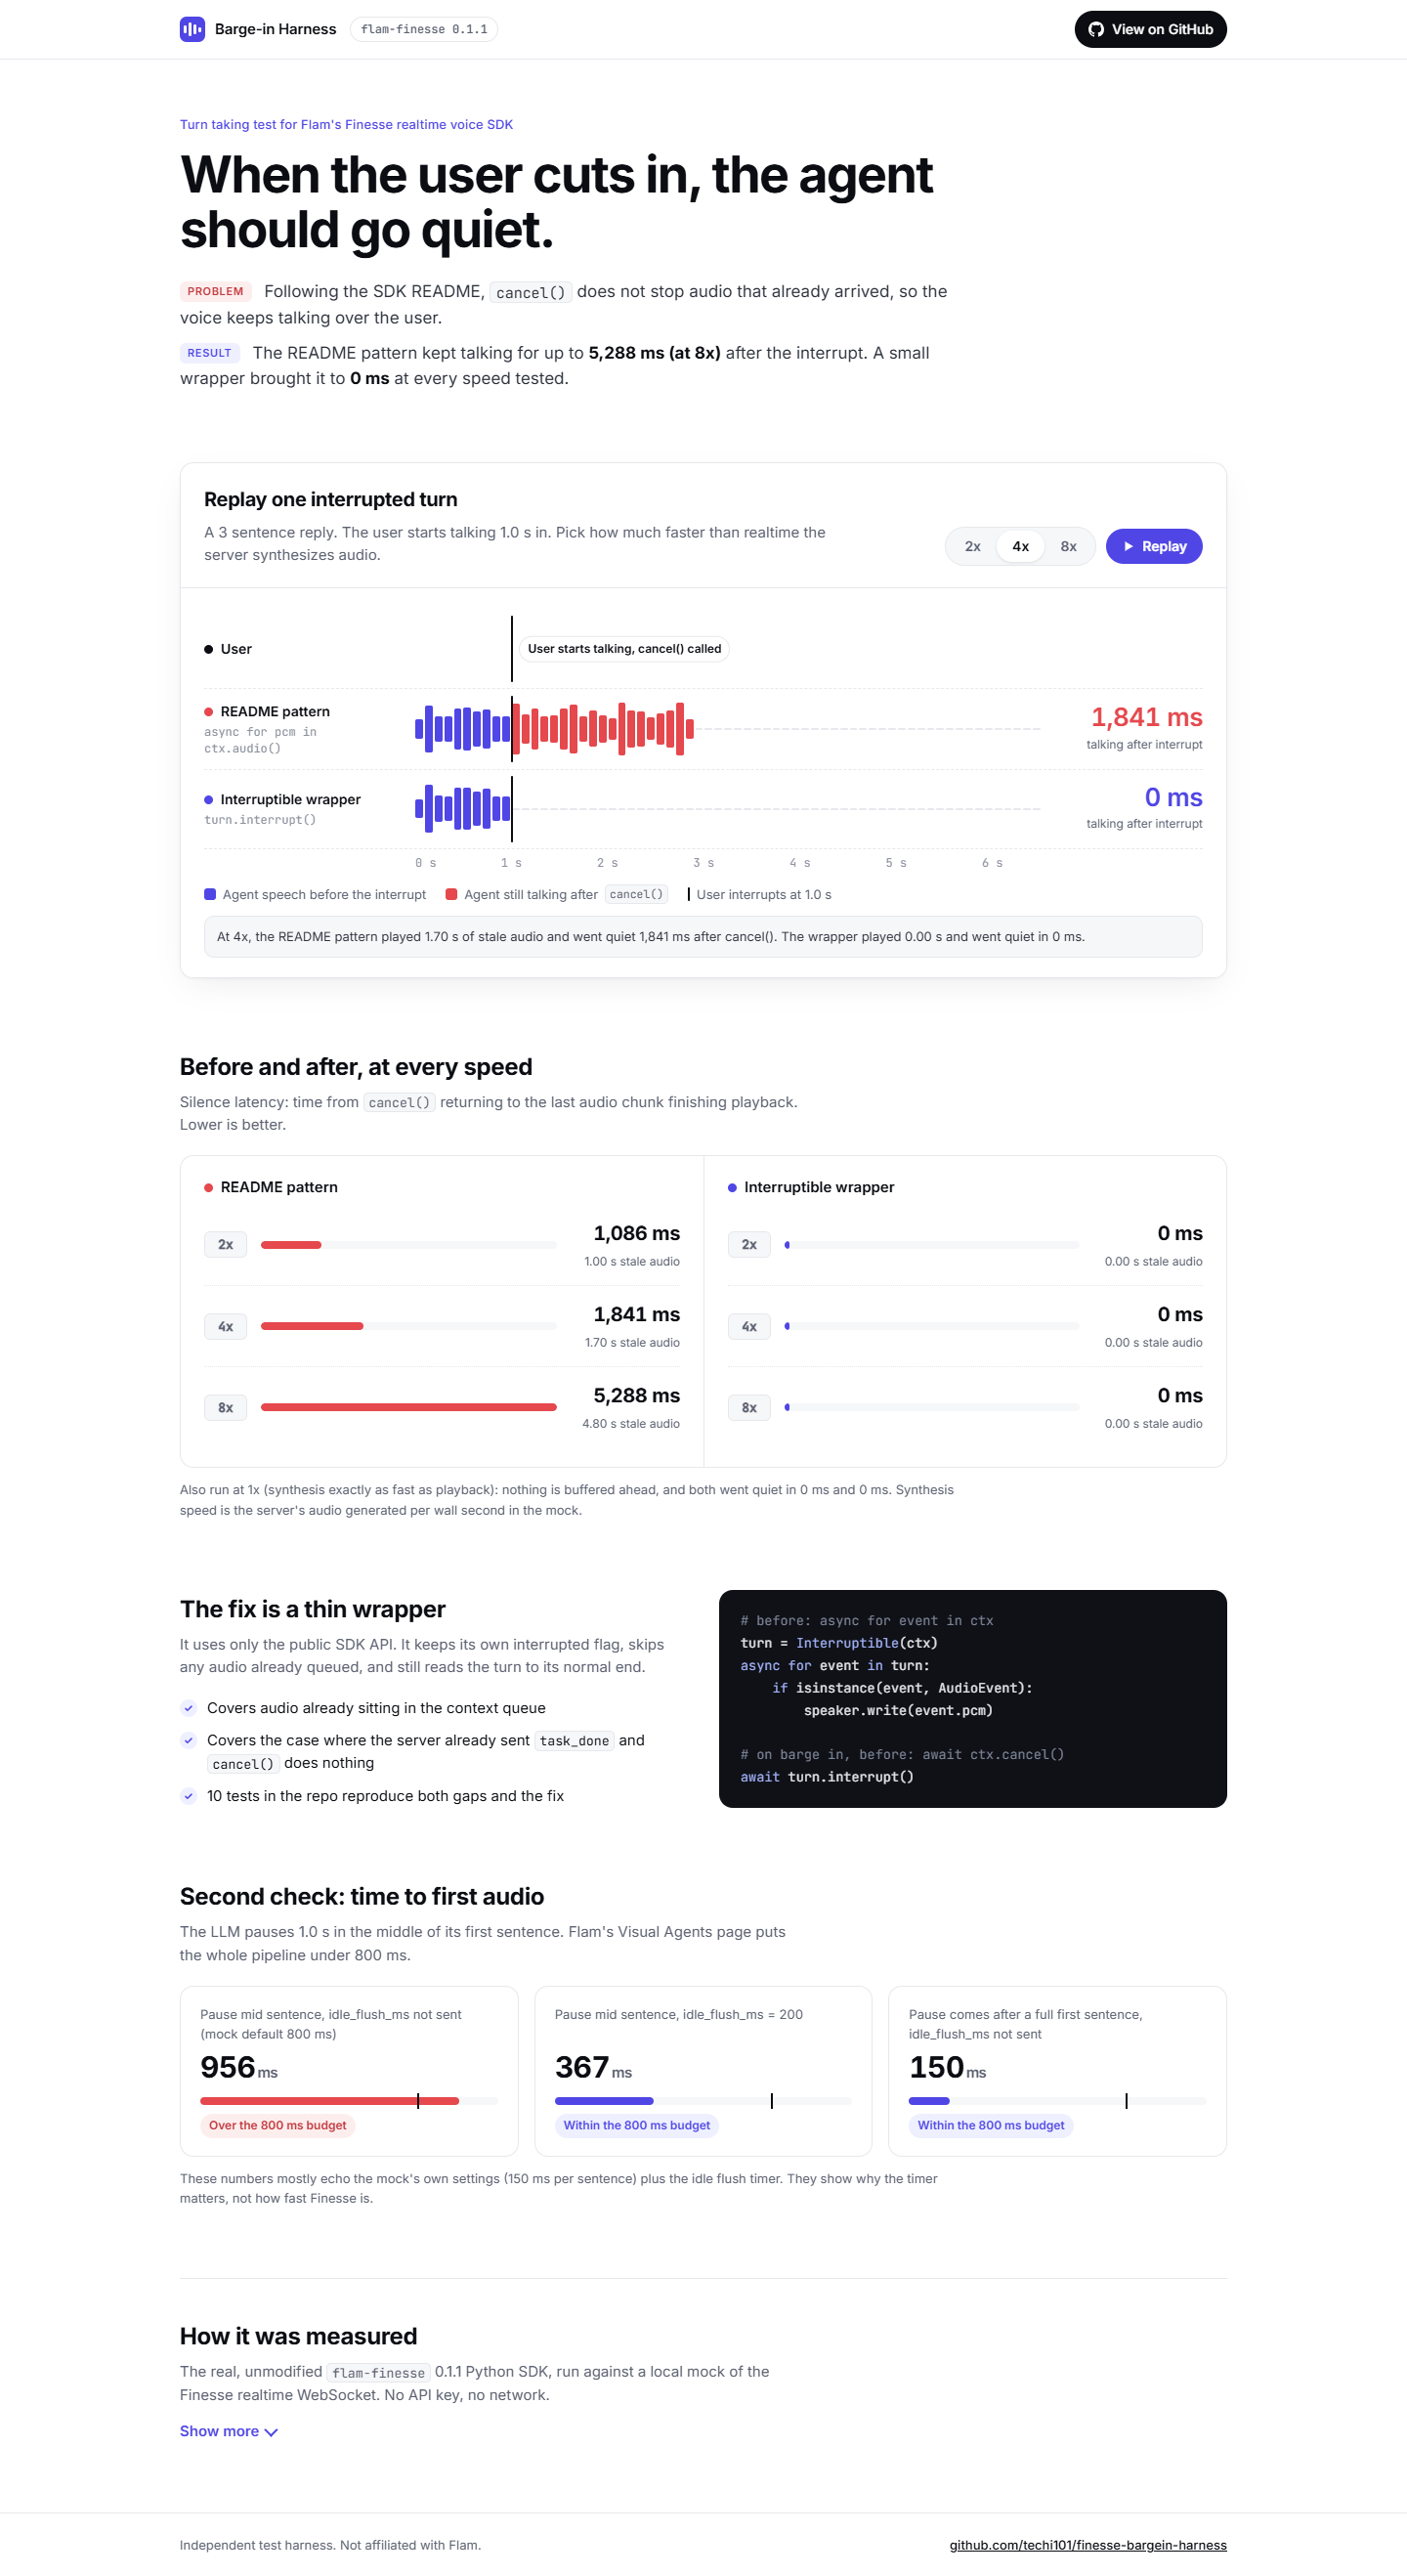 Barge-in Harness
flam-finesse 0.1.1
View on GitHub
Turn taking test for Flam's Finesse realtime voice SDK
When the user cuts in, the agent
should go quiet.
PROBLEM Following the SDK README, cancel() does not stop audio that already arrived, so the
voice keeps talking over the user.
RESULT The README pattern kept talking for up to 5,288 ms (at 8x) after the interrupt. A small
wrapper brought it to 0 ms at every speed tested.
Replay one interrupted turn
A 3 sentence reply. The user starts talking 1.0 s in. Pick how much faster than realtime the
server synthesizes audio.
2x 4x 8x
Replay
User
User starts talking, cancel() called
README pattern
async for pcm in
ctx.audio()
1,841 ms
talking after interrupt
Interruptible wrapper
turn.interrupt()
0 ms
talking after interrupt
0 s 1 s 2 s 3 s 4 s 5 s 6 s
Agent speech before the interrupt Agent still talking after cancel() User interrupts at 1.0 s
At 4x, the README pattern played 1.70 s of stale audio and went quiet 1,841 ms after cancel(). The wrapper played 0.00 s and went quiet in 0 ms.
Before and after, at every speed
Silence latency: time from cancel() returning to the last audio chunk finishing playback.
Lower is better.
README pattern
2x 1,086 ms
1.00 s stale audio
4x 1,841 ms
1.70 s stale audio
8x 5,288 ms
4.80 s stale audio
Interruptible wrapper
2x 0 ms
0.00 s stale audio
4x 0 ms
0.00 s stale audio
8x 0 ms
0.00 s stale audio
Also run at 1x (synthesis exactly as fast as playback): nothing is buffered ahead, and both went quiet in 0 ms and 0 ms. Synthesis
speed is the server's audio generated per wall second in the mock.
The fix is a thin wrapper
It uses only the public SDK API. It keeps its own interrupted flag, skips
any audio already queued, and still reads the turn to its normal end.
Covers audio already sitting in the context queue
Covers the case where the server already sent task_done and
cancel() does nothing
10 tests in the repo reproduce both gaps and the fix
# before: async for event in ctx
turn = Interruptible(ctx)
async for event in turn:
    if isinstance(event, AudioEvent):
        speaker.write(event.pcm)
# on barge in, before: await ctx.cancel()
await turn.interrupt()
Second check: time to first audio
The LLM pauses 1.0 s in the middle of its first sentence. Flam's Visual Agents page puts
the whole pipeline under 800 ms.
Pause mid sentence, idle_flush_ms not sent
(mock default 800 ms)
956 ms
Over the 800 ms budget
Pause mid sentence, idle_flush_ms = 200
367 ms
Within the 800 ms budget
Pause comes after a full first sentence,
idle_flush_ms not sent
150 ms
Within the 800 ms budget
These numbers mostly echo the mock's own settings (150 ms per sentence) plus the idle flush timer. They show why the timer
matters, not how fast Finesse is.
How it was measured
The real, unmodified flam-finesse 0.1.1 Python SDK, run against a local mock of the
Finesse realtime WebSocket. No API key, no network.
Show more
Independent test harness. Not affiliated with Flam.
github.com/techi101/finesse-bargein-harness